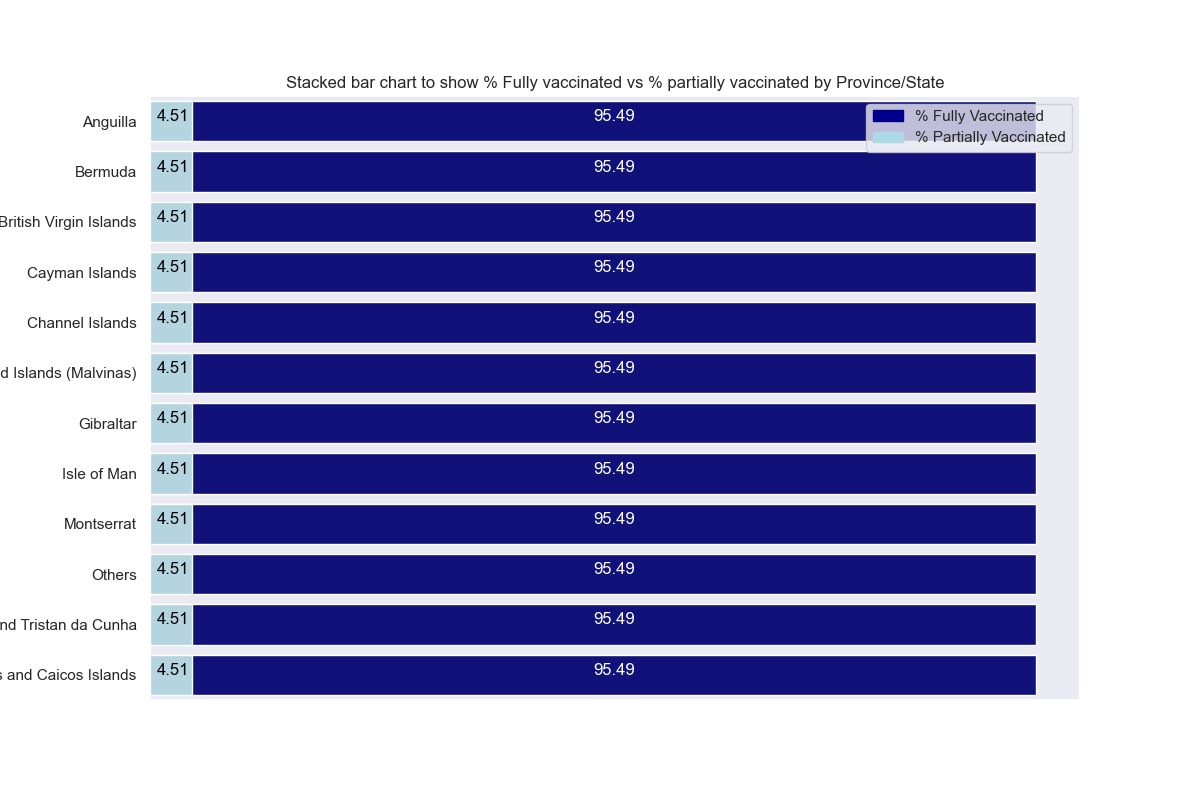 Stacked bar chart to show % Fully vaccinated vs % partially vaccinated by Province/State
% Fully Vaccinated
% Partially Vaccinated
Anguilla 4.51 95.49
Bermuda 4.51 95.49
British Virgin Islands 4.51 95.49
Cayman Islands 4.51 95.49
Channel Islands 4.51 95.49
d Islands (Malvinas) 4.51 95.49
Gibraltar 4.51 95.49
Isle of Man 4.51 95.49
Montserrat 4.51 95.49
Others 4.51 95.49
nd Tristan da Cunha 4.51 95.49
s and Caicos Islands 4.51 95.49